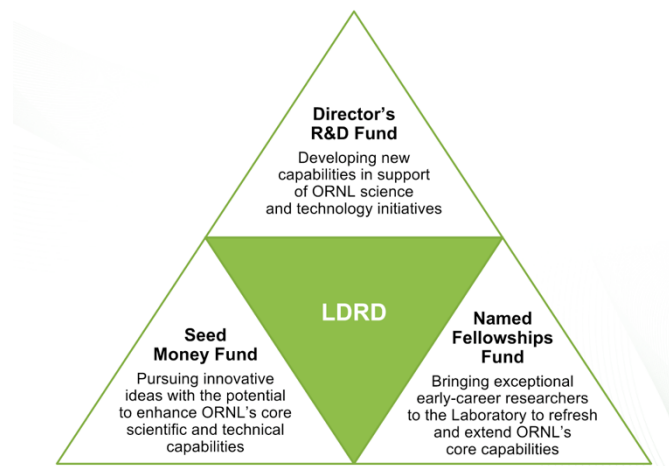 Director's
R&D Fund
Developing new
capabilities in support
of ORNL science
and technology initiatives
LDRD
Seed
Money Fund
Pursuing innovative
ideas with the potential
to enhance ORNL's core
scientific and technical
capabilities
Named
Fellowships
Fund
Bringing exceptional
early-career researchers
to the Laboratory to refresh
and extend ORNL's
core capabilities